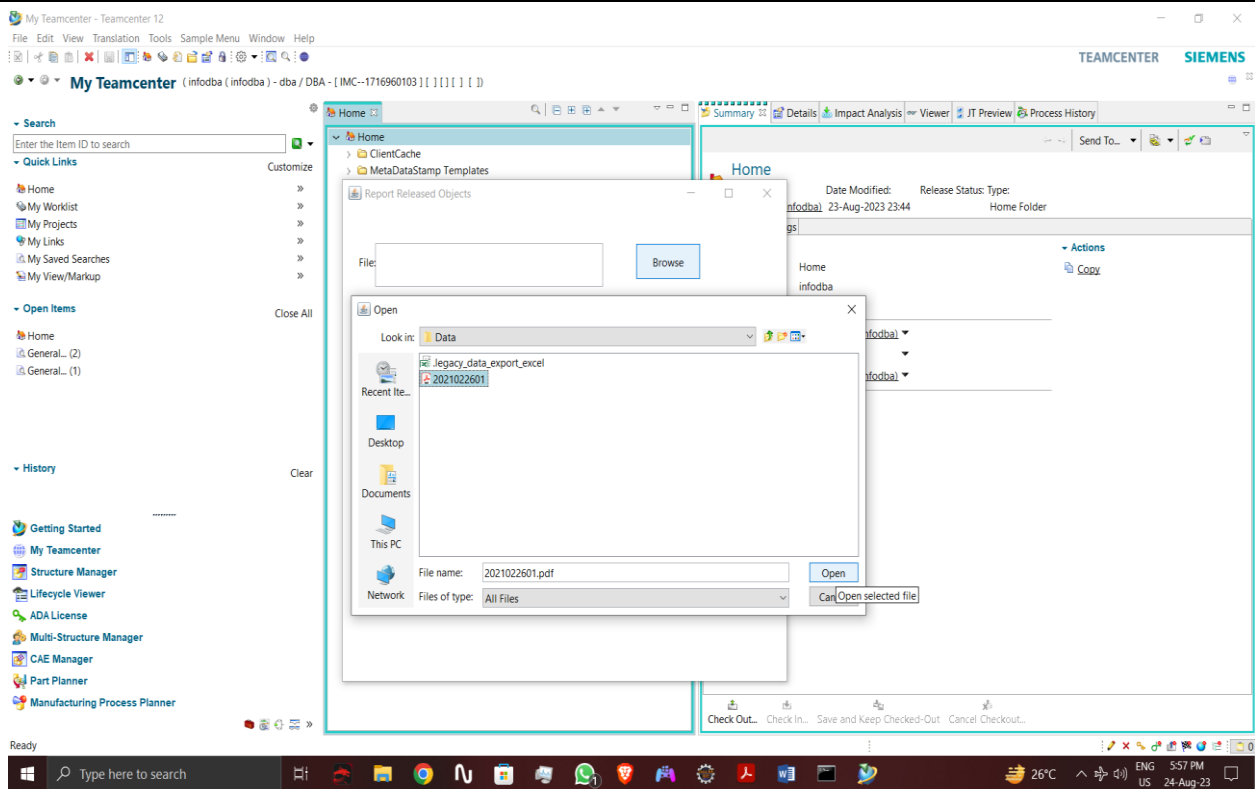 My Teamcenter - Teamcenter 12
File Edit View Translation Tools Sample Menu Window Help
TEAMCENTER SIEMENS
My Teamcenter ( infodba ( infodba ) - dba / DBA - [ IMC--1716960103 ] [ ] [ ] [ ] [ ])
Search
Enter the Item ID to search
Quick Links Customize
Home
My Worklist
My Projects
My Links
My Saved Searches
My View/Markup
Open Items Close All
Home
General... (2)
General... (1)
History Clear
Getting Started
My Teamcenter
Structure Manager
Lifecycle Viewer
ADA License
Multi-Structure Manager
CAE Manager
Part Planner
Manufacturing Process Planner
Home
Home
ClientCache
MetaDataStamp Templates
Report Released Objects
File: Browse
Open
Look in: Data
.legacy_data_export_excel
2021022601
Recent Ite...
Desktop
Documents
This PC
Network
File name: 2021022601.pdf Open
Files of type: All Files Can
Open selected file
Summary Details Impact Analysis Viewer JT Preview Process History
Send To...
Home
Date Modified: Release Status: Type:
nfodba) 23-Aug-2023 23:44 Home Folder
gs
Actions
Home Copy
infodba
nfodba)
nfodba)
Check Out... Check In... Save and Keep Checked-Out Cancel Checkout...
Ready
0
Type here to search
1
26°C
ENG 5:57 PM
US 24-Aug-23